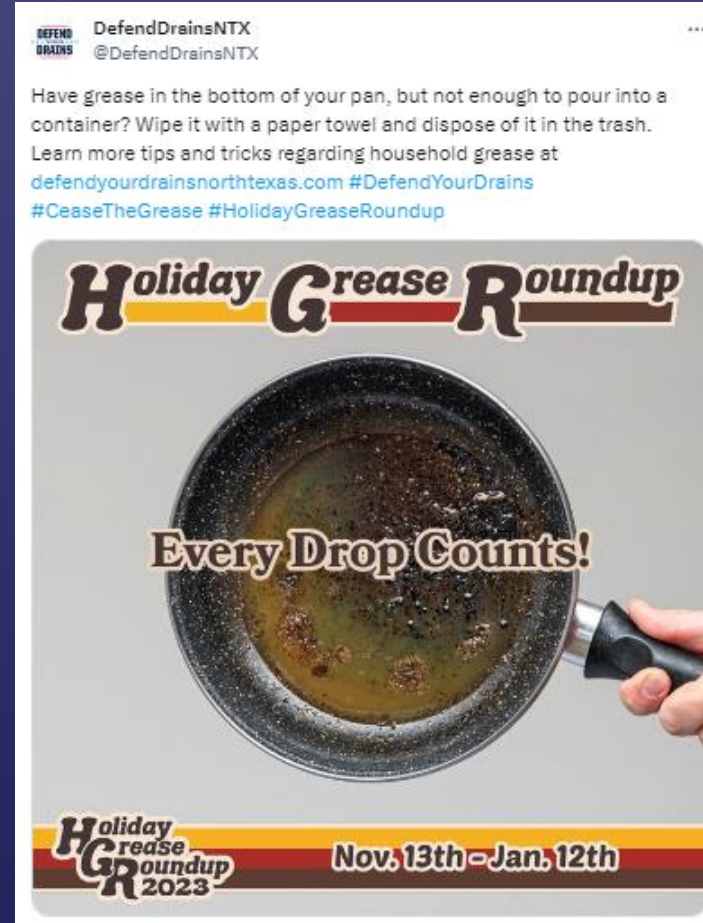 DEFEND
DRAINS
DefendDrainsNTX
@DefendDrainsNTX
Have grease in the bottom of your pan, but not enough to pour into a
container? Wipe it with a paper towel and dispose of it in the trash.
Learn more tips and tricks regarding household grease at
defendyourdrainsnorthtexas.com #DefendYourDrains
#CeaseTheGrease #HolidayGreaseRoundup
Holiday Grease Roundup
Every Drop Counts!
Holiday
Grease
Roundup
2023
Nov. 13th - Jan. 12th